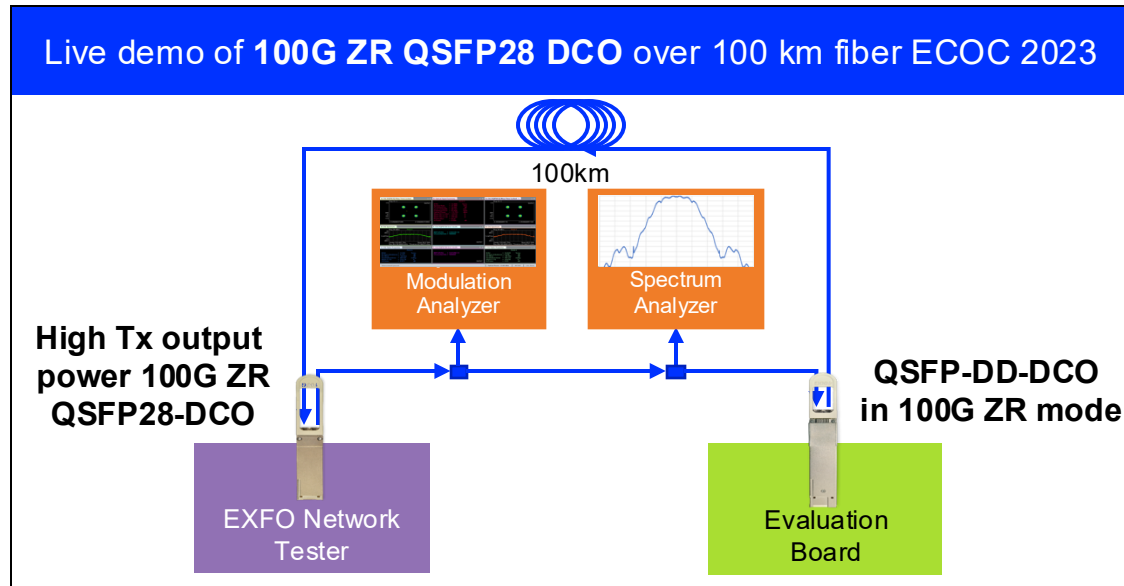 Live demo of 100G ZR QSFP28 DCO over 100 km fiber ECOC 2023
100km
Modulation
Analyzer
Spectrum
Analyzer
High Tx output
power 100G ZR
QSFP28-DCO
QSFP-DD-DCO
in 100G ZR mode
EXFO Network
Tester
Evaluation
Board